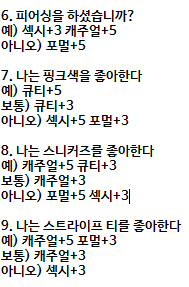 6. 피어싱을 하셨습니까?
예) 섹시+3 캐주얼+5
아니오) 포멀+5
7. 나는 핑크색을 좋아한다
예) 큐티+5
보통) 큐티+3
아니오) 섹시+5 포멀+3
8. 나는 스니커즈를 좋아한다
예) 캐주얼+5 큐티+3
보통) 캐주얼+3
아니오) 포멀+5 섹시+3
9. 나는 스트라이프 티를 좋아한다
예) 캐주얼+5 포멀+3
보통) 캐주얼+3
아니오) 섹시+3